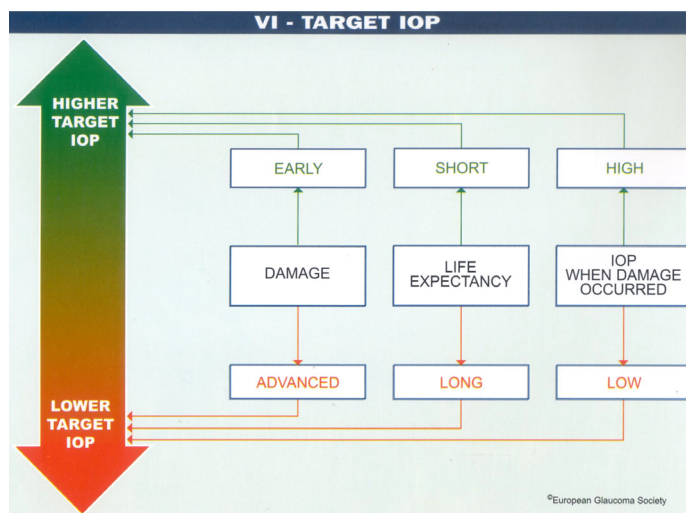 VI - TARGET IOP
HIGHER
TARGET
IOP
EARLY
SHORT
HIGH
DAMAGE
LIFE
EXPECTANCY
IOP
WHEN DAMAGE
OCCURRED
ADVANCED
LONG
LOW
LOWER
TARGET
IOP
©European Glaucoma Society